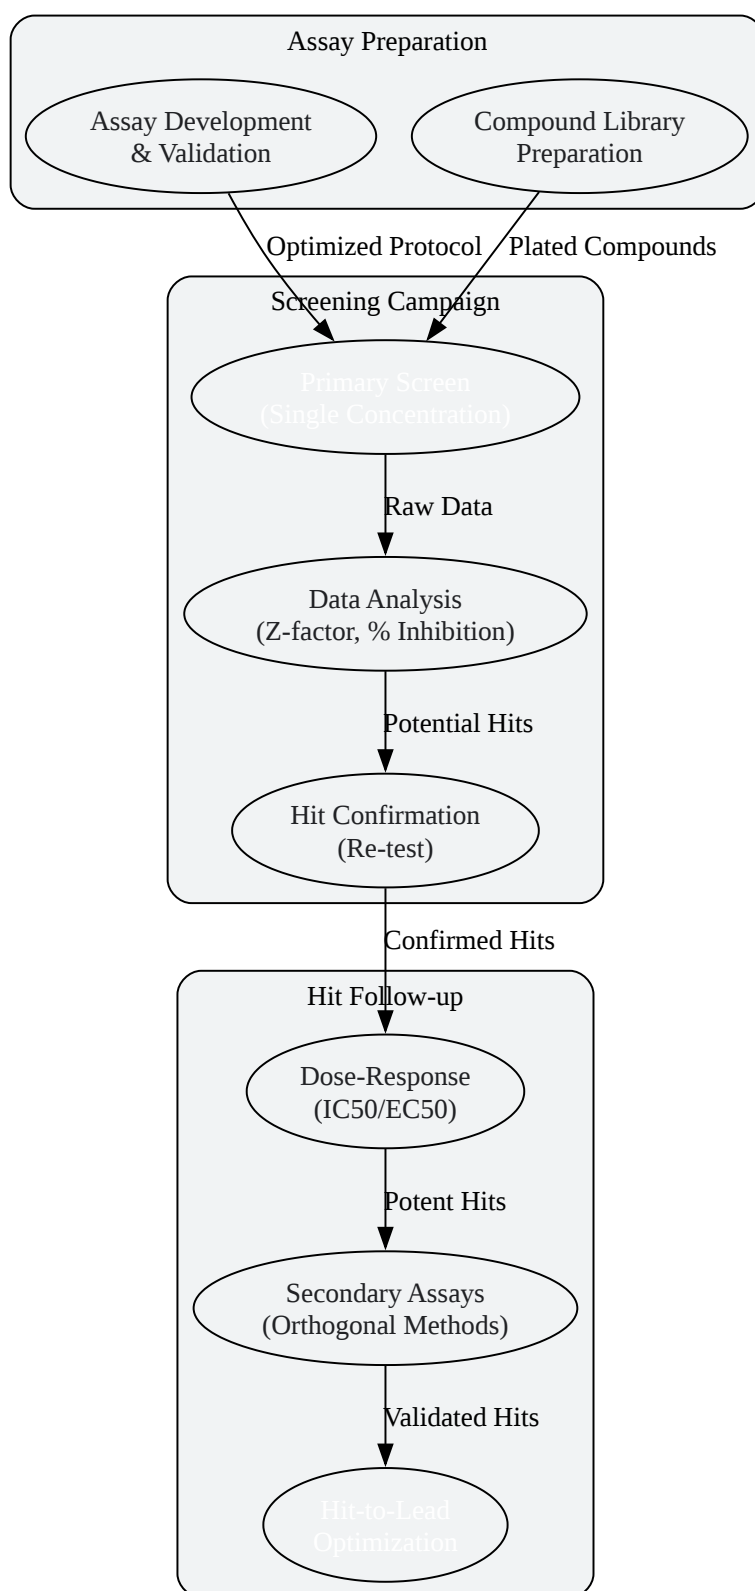 Assay Preparation
Assay Development
& Validation
Compound Library
Preparation
Optimized Protocol
Plated Compounds
Screening Campaign
Primary Screen
(Single Concentration)
Raw Data
Data Analysis
(Z-factor, % Inhibition)
Potential Hits
Hit Confirmation
(Re-test)
Confirmed Hits
Hit Follow-up
Dose-Response
(IC50/EC50)
Potent Hits
Secondary Assays
(Orthogonal Methods)
Validated Hits
Hit-to-Lead
Optimization